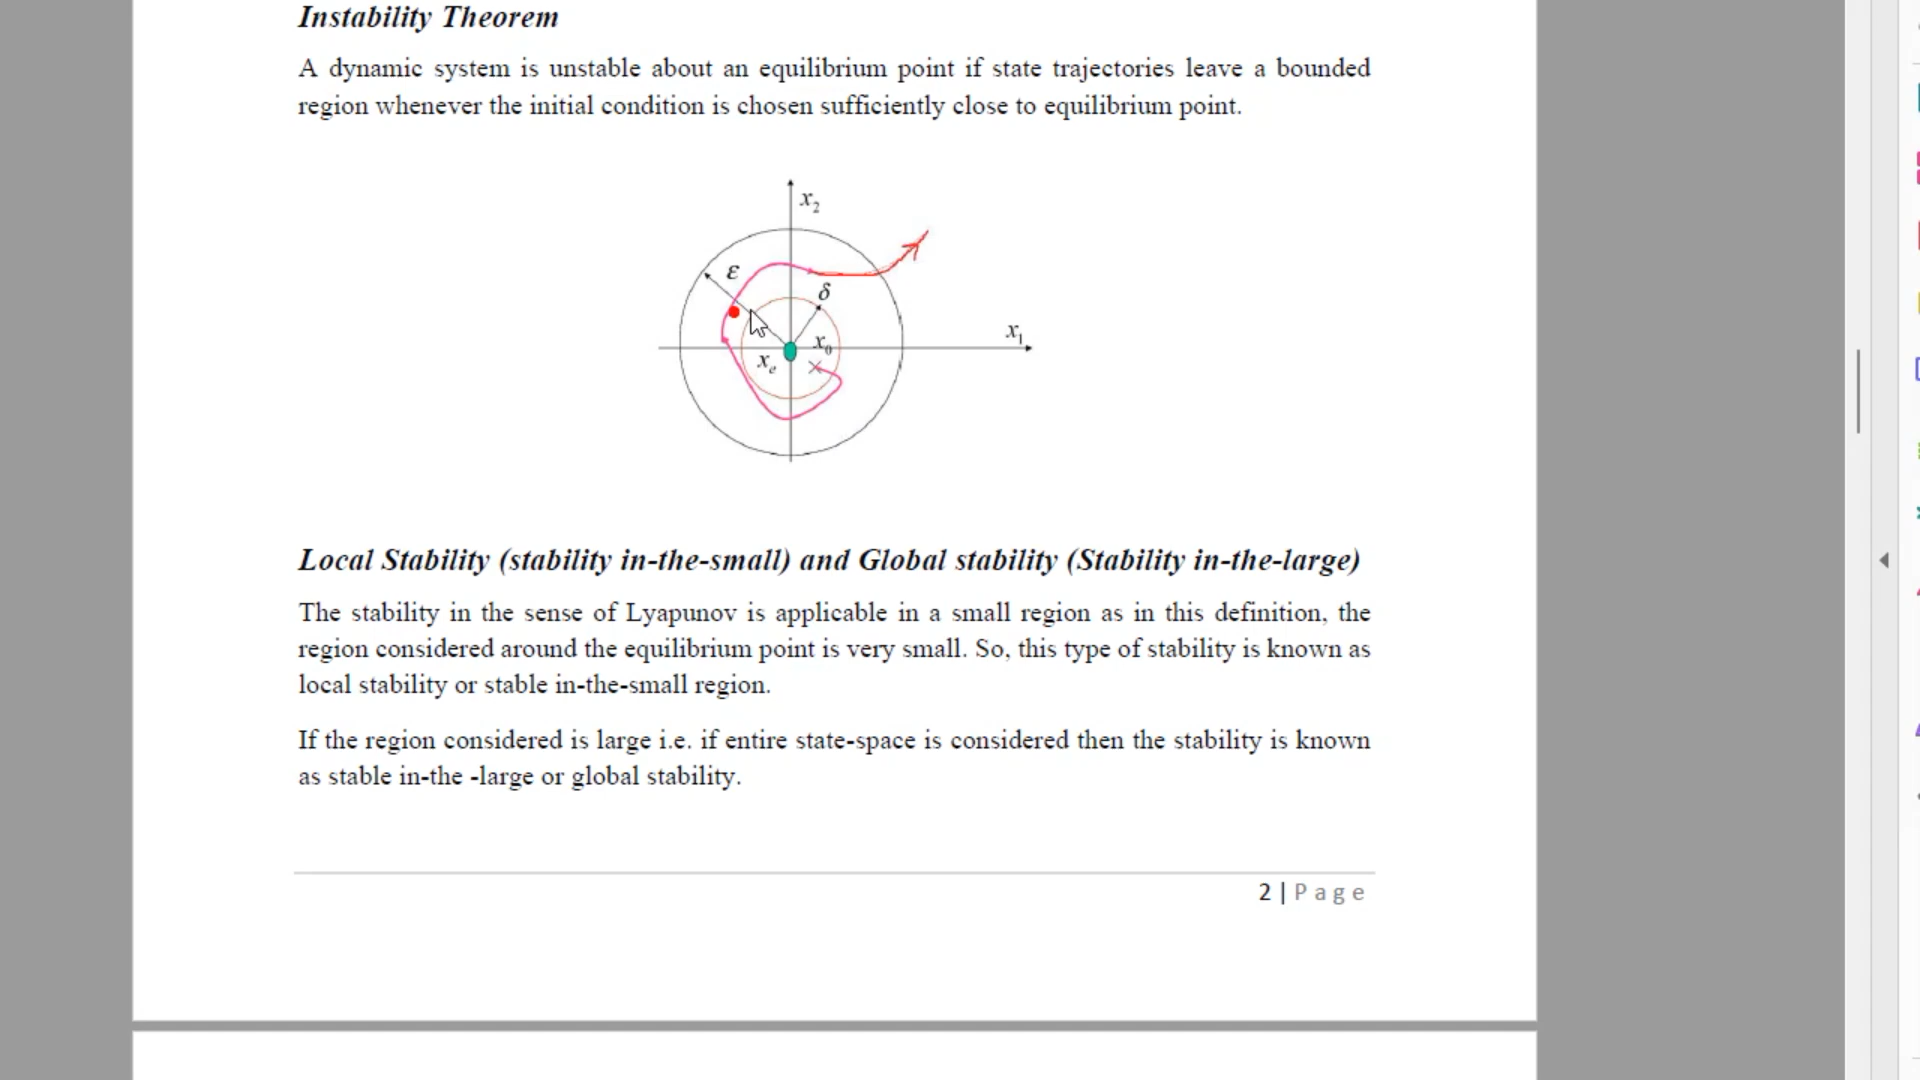 Instability Theorem
A dynamic system is unstable about an equilibrium point if state trajectories leave a bounded
region whenever the initial condition is chosen sufficiently close to equilibrium point.
x₂
ε
δ
x₁
x₀
xₑ
Local Stability (stability in-the-small) and Global stability (Stability in-the-large)
The stability in the sense of Lyapunov is applicable in a small region as in this definition, the
region considered around the equilibrium point is very small. So, this type of stability is known as
local stability or stable in-the-small region.
If the region considered is large i.e. if entire state-space is considered then the stability is known
as stable in-the -large or global stability.
2 | Page